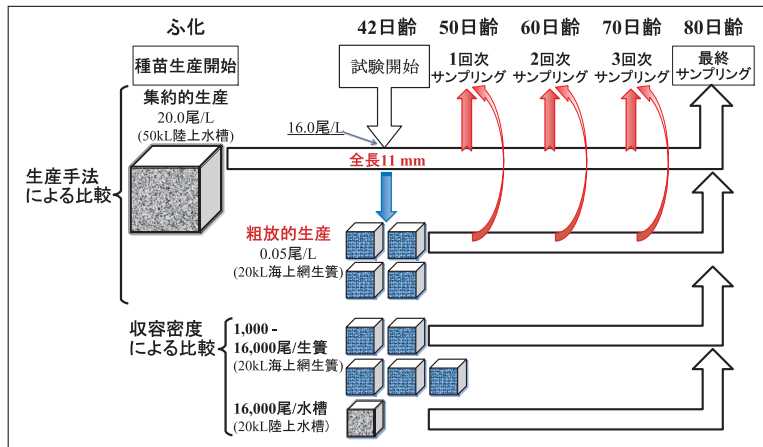 ふ化
42日齢
50日齢
60日齢
70日齢
80日齢
種苗生産開始
試験開始
1回次
サンプリング
2回次
サンプリング
3回次
サンプリング
最終
サンプリング
集約的生産
20.0尾/L
(50kL陸上水槽)
16.0尾/L
全長11 mm
生産手法
による比較
粗放的生産
0.05尾/L
(20kL海上網生簀)
収容密度
による比較
1,000 -
16,000尾/生簀
(20kL海上網生簀)
16,000尾/水槽
(20kL陸上水槽)